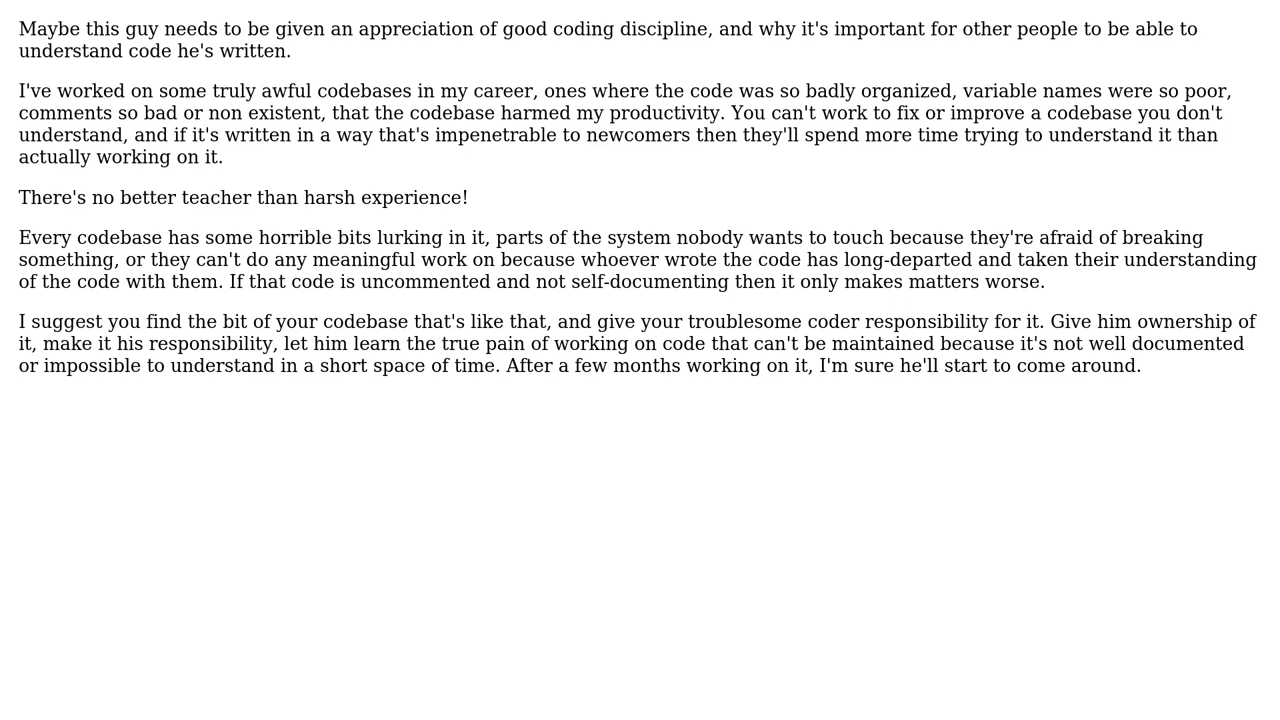 Maybe this guy needs to be given an appreciation of good coding discipline, and why it's important for other people to be able to
understand code he's written.
I've worked on some truly awful codebases in my career, ones where the code was so badly organized, variable names were so poor,
comments so bad or non existent, that the codebase harmed my productivity. You can't work to fix or improve a codebase you don't
understand, and if it's written in a way that's impenetrable to newcomers then they'll spend more time trying to understand it than
actually working on it.
There's no better teacher than harsh experience!
Every codebase has some horrible bits lurking in it, parts of the system nobody wants to touch because they're afraid of breaking
something, or they can't do any meaningful work on because whoever wrote the code has long-departed and taken their understanding
of the code with them. If that code is uncommented and not self-documenting then it only makes matters worse.
I suggest you find the bit of your codebase that's like that, and give your troublesome coder responsibility for it. Give him ownership of
it, make it his responsibility, let him learn the true pain of working on code that can't be maintained because it's not well documented
or impossible to understand in a short space of time. After a few months working on it, I'm sure he'll start to come around.